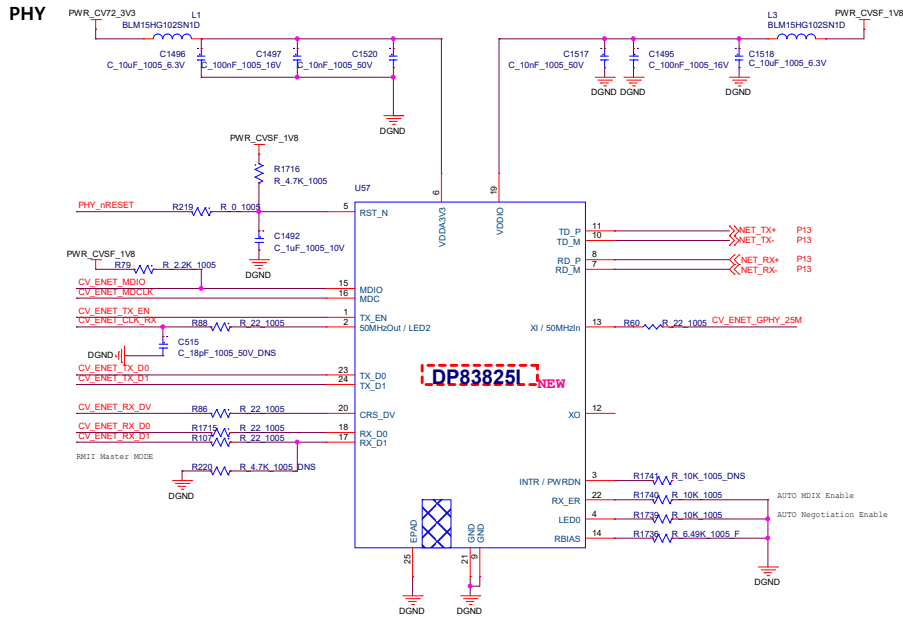 PHY
PWR_CV72_3V3
L1
BLM15HG102SN1D
L3
PWR_CVSF_1V8
BLM15HG102SN1D
C1496
C_10uF_1005_6.3V
C1497
C_100nF_1005_16V
C1520
C_10nF_1005_50V
C1517
C_10nF_1005_50V
C1495
C_100nF_1005_16V
C1518
C_10uF_1005_6.3V
DGND
DGND
DGND
DGND
PWR_CVSF_1V8
R1716
R_4.7K_1005
U57
6
19
VDDA3V3
VDDIO
PHY_nRESET
R219
R_0_1005
5
RST_N
C1492
C_1uF_1005_10V
DGND
11
TD_P
NET_TX+
P13
10
TD_M
NET_TX-
P13
8
RD_P
NET_RX+
P13
7
RD_M
NET_RX-
P13
PWR_CVSF_1V8
R79
R_2.2K_1005
CV_ENET_MDIO
15
MDIO
CV_ENET_MDCLK
16
MDC
CV_ENET_TX_EN
1
TX_EN
CV_ENET_CLK_RX
R88
R_22_1005
2
50MHzOut / LED2
XI / 50MHzIn
13
R60
R_22_1005
CV_ENET_GPHY_25M
C515
C_18pF_1005_50V_DNS
DGND
CV_ENET_TX_D0
23
TX_D0
CV_ENET_TX_D1
24
TX_D1
DP83825L
NEW
CV_ENET_RX_DV
R86
R_22_1005
20
CRS_DV
XO
12
CV_ENET_RX_D0
R1715
R_22_1005
18
RX_D0
CV_ENET_RX_D1
R107
R_22_1005
17
RX_D1
RMII Master MODE
R220
R_4.7K_1005_DNS
DGND
INTR / PWRDN
3
R1741
R_10K_1005_DNS
RX_ER
22
R1740
R_10K_1005
AUTO MDIX Enable
LED0
4
R1739
R_10K_1005
AUTO Negotiation Enable
RBIAS
14
R1736
R_6.49K_1005_F
DGND
EPAD
GND
GND
25
21
9
DGND
DGND